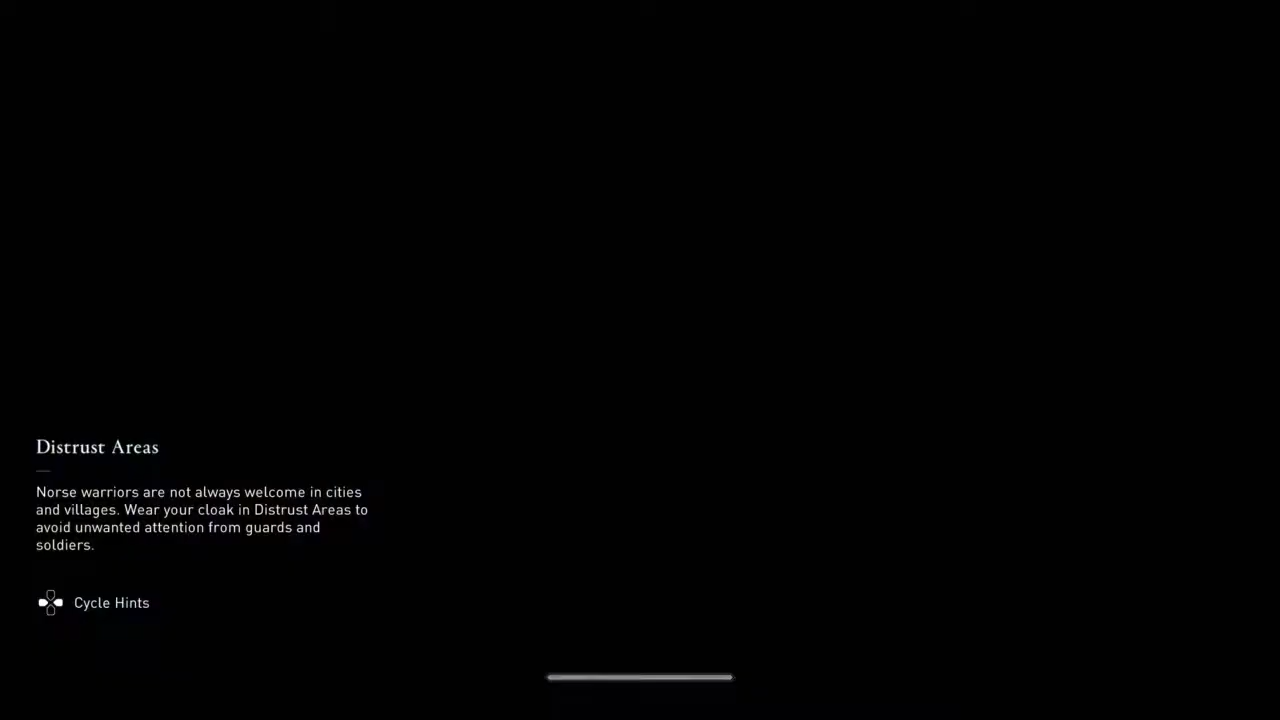 Distrust Areas
Norse warriors are not always welcome in cities
and villages. Wear your cloak in Distrust Areas to
avoid unwanted attention from guards and
soldiers.
Cycle Hints